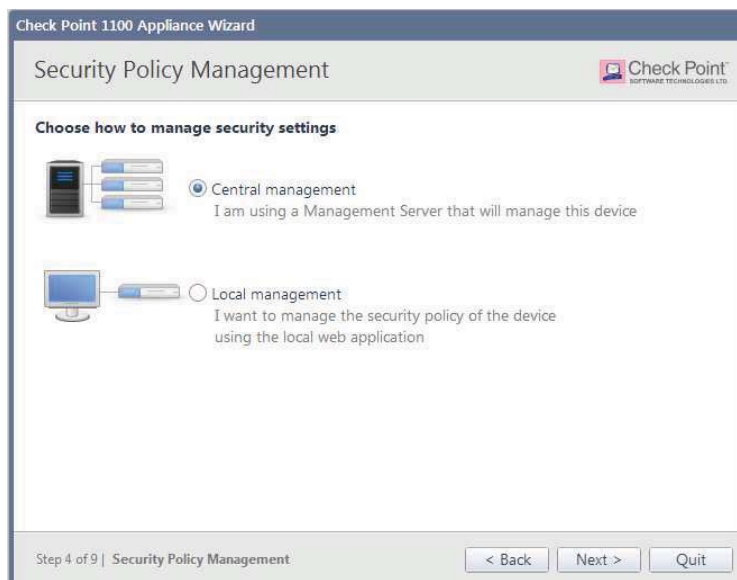 Check Point 1100 Appliance Wizard
Security Policy Management
Check Point
SOFTWARE TECHNOLOGIES LTD.
Choose how to manage security settings
Central management
I am using a Management Server that will manage this device
Local management
I want to manage the security policy of the device
using the local web application
Step 4 of 9 | Security Policy Management
< Back
Next >
Quit